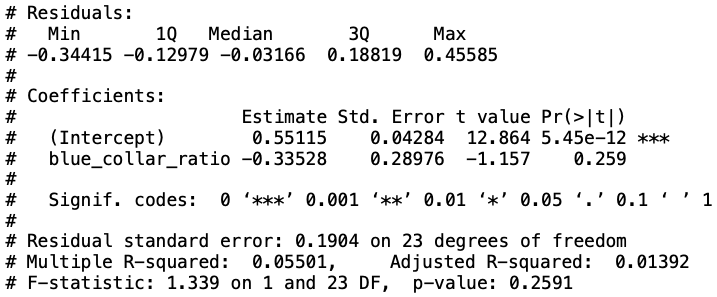 # Residuals:
#    Min      1Q   Median       3Q      Max
# -0.34415 -0.12979 -0.03166  0.18819  0.45585
#
# Coefficients:
#                    Estimate Std. Error t value Pr(>|t|)
#   (Intercept)       0.55115    0.04284  12.864 5.45e-12 ***
#   blue_collar_ratio -0.33528    0.28976  -1.157    0.259
#
#   Signif. codes:  0 ‘***’ 0.001 ‘**’ 0.01 ‘*’ 0.05 ‘.’ 0.1 ‘ ’ 1
#
# Residual standard error: 0.1904 on 23 degrees of freedom
# Multiple R-squared:  0.05501,	Adjusted R-squared:  0.01392
# F-statistic: 1.339 on 1 and 23 DF,  p-value: 0.2591